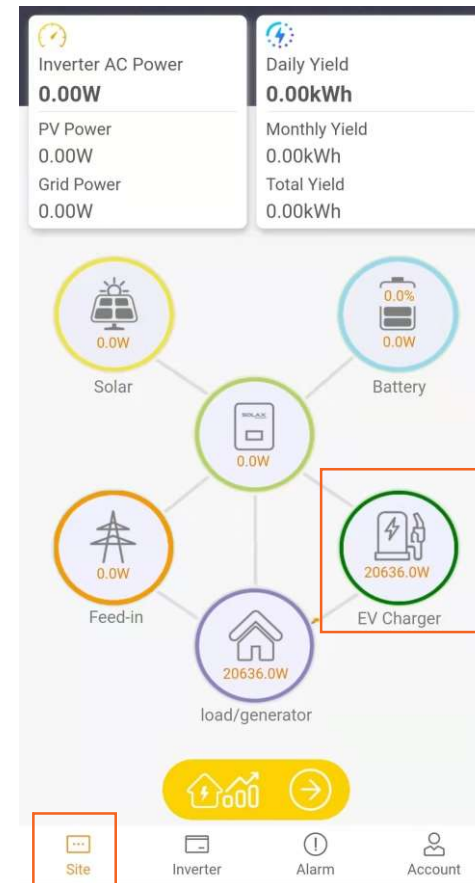 Inverter AC Power
0.00W
PV Power
0.00W
Grid Power
0.00W
Daily Yield
0.00kWh
Monthly Yield
0.00kWh
Total Yield
0.00kWh
0.0W
Solar
0.0%
0.0W
Battery
SOLAX
0.0W
0.0W
Feed-in
20636.0W
EV Charger
20636.0W
load/generator
Site
Inverter
Alarm
Account